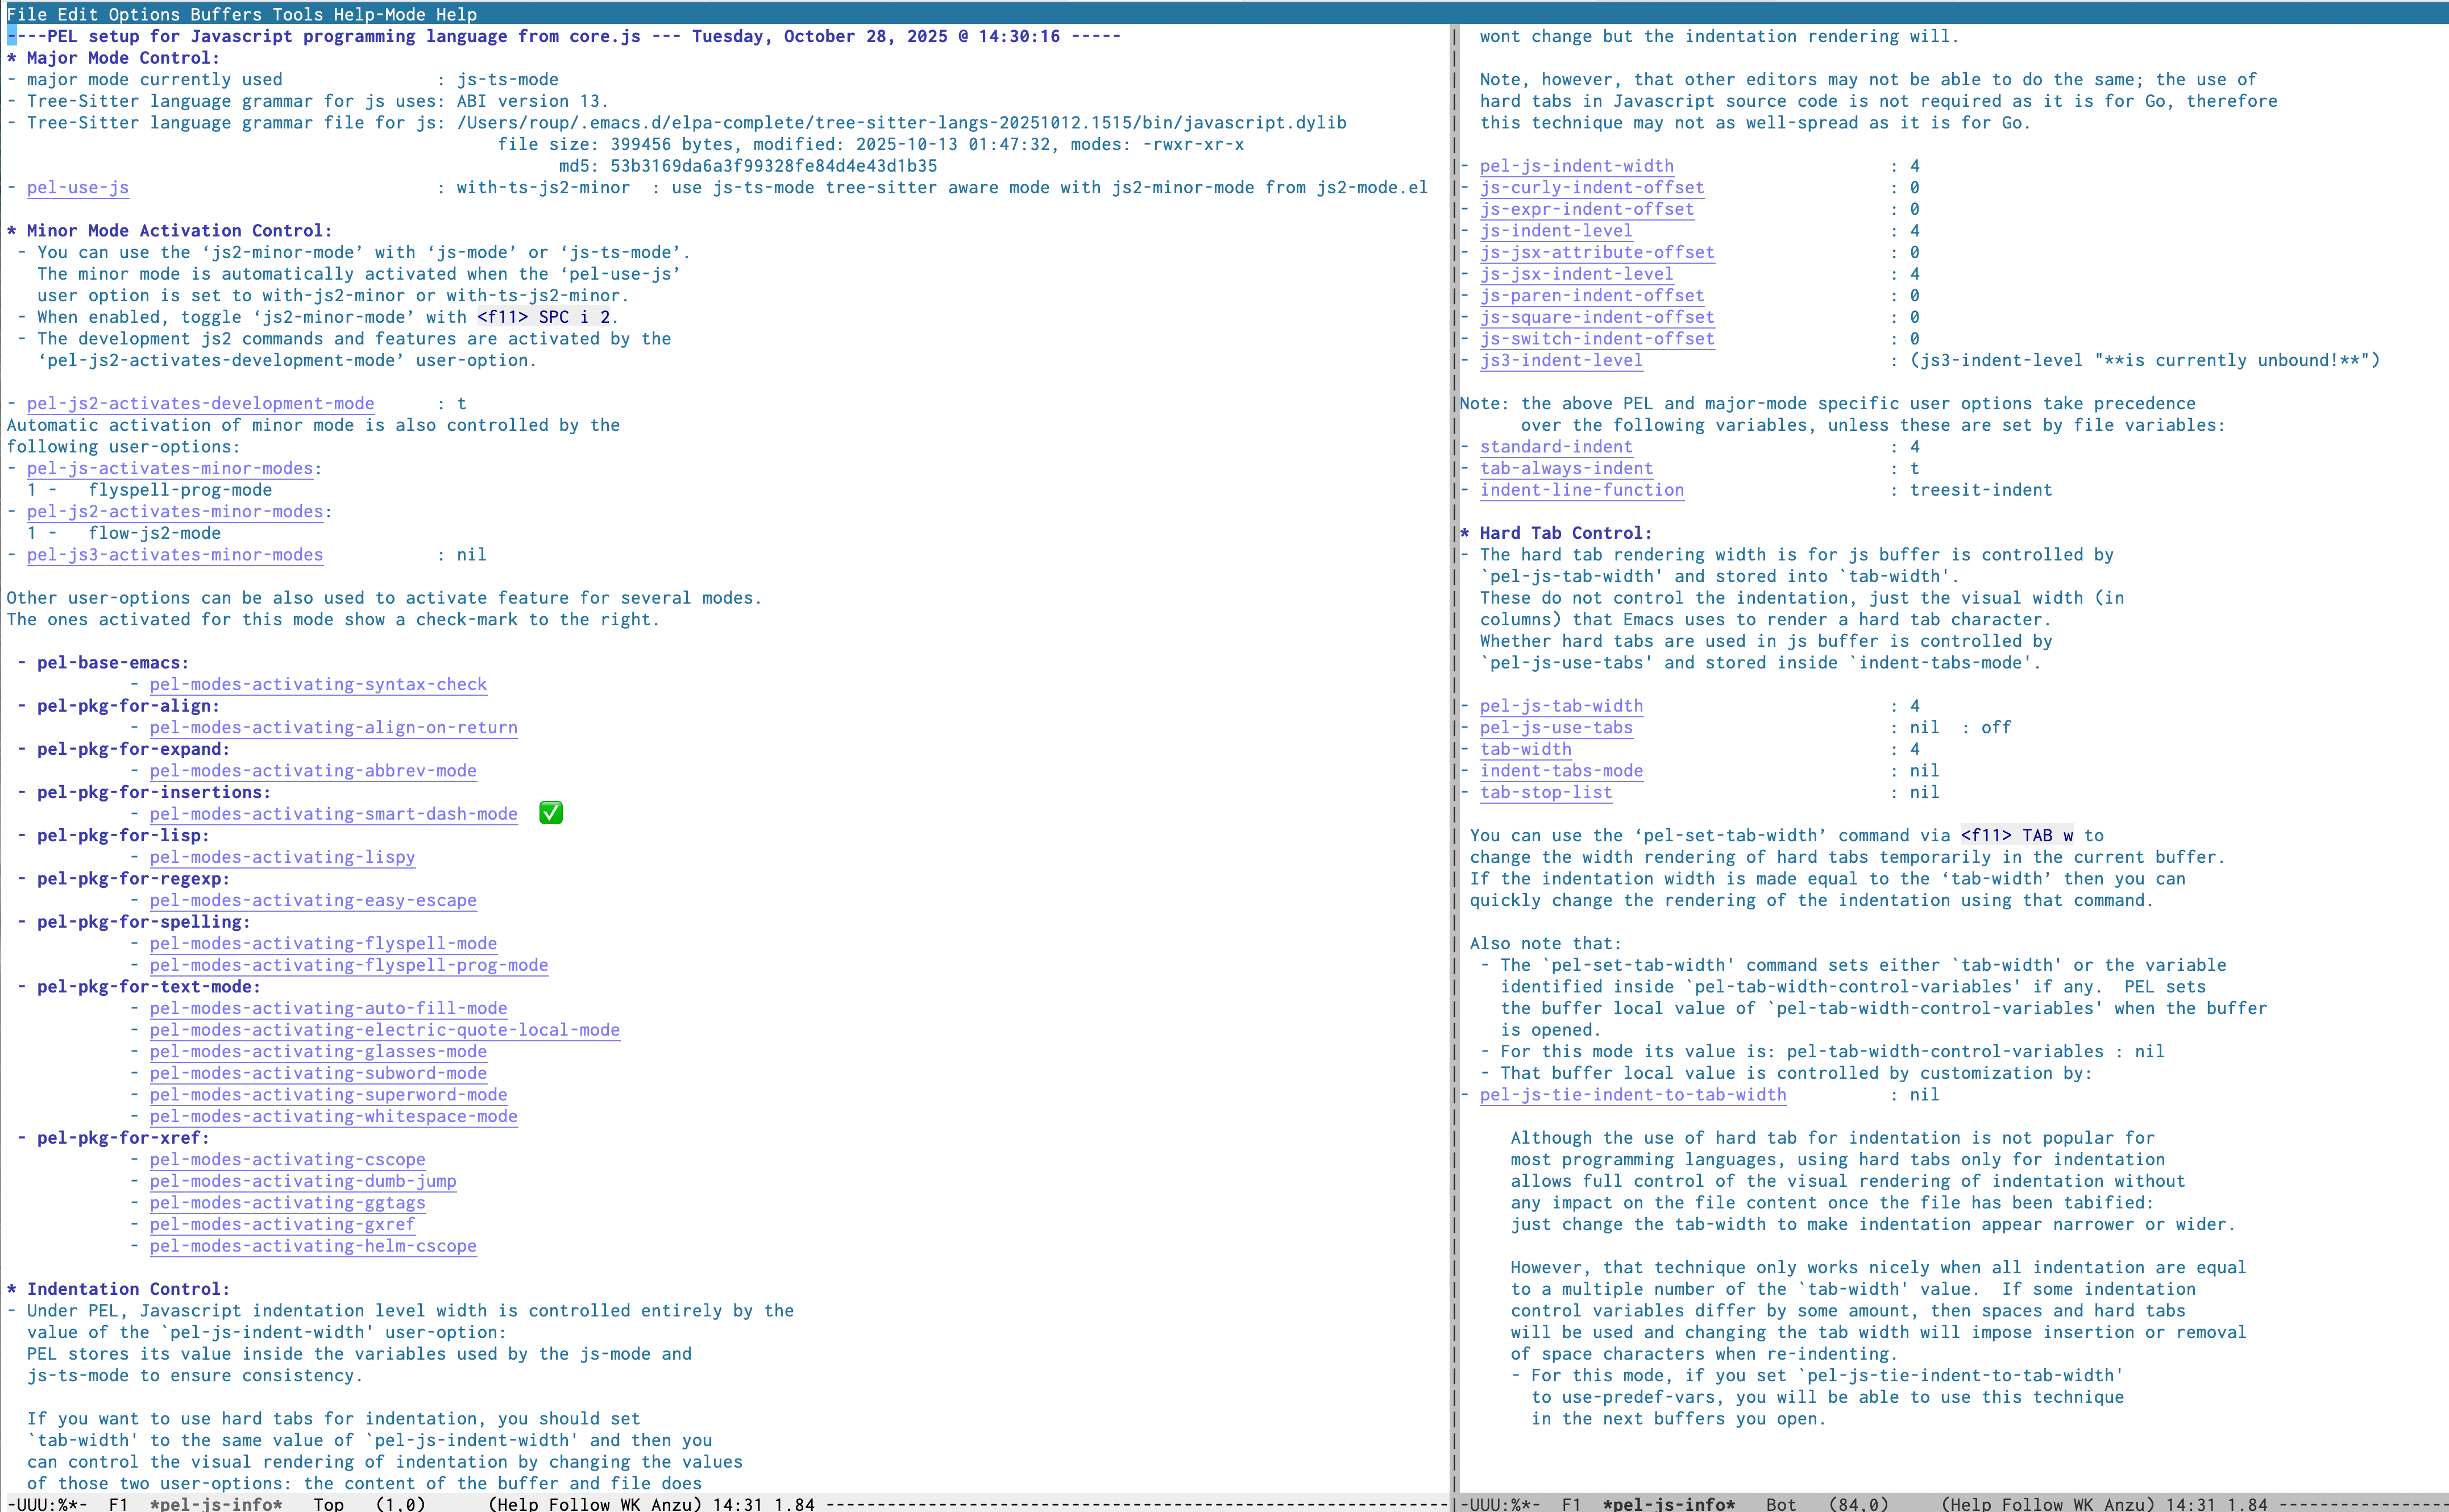 File Edit Options Buffers Tools Help-Mode Help
----PEL setup for Javascript programming language from core.js --- Tuesday, October 28, 2025 @ 14:30:16 -----
* Major Mode Control:
- major mode currently used               : js-ts-mode
- Tree-Sitter language grammar for js uses: ABI version 13.
- Tree-Sitter language grammar file for js: /Users/roup/.emacs.d/elpa-complete/tree-sitter-langs-20251012.1515/bin/javascript.dylib
file size: 399456 bytes, modified: 2025-10-13 01:47:32, modes: -rwxr-xr-x
md5: 53b3169da6a3f99328fe84d4e43d1b35
- pel-use-js                              : with-ts-js2-minor  : use js-ts-mode tree-sitter aware mode with js2-minor-mode from js2-mode.el
* Minor Mode Activation Control:
- You can use the ‘js2-minor-mode’ with ‘js-mode’ or ‘js-ts-mode’.
The minor mode is automatically activated when the ‘pel-use-js’
user option is set to with-js2-minor or with-ts-js2-minor.
- When enabled, toggle ‘js2-minor-mode’ with <f11> SPC i 2.
- The development js2 commands and features are activated by the
‘pel-js2-activates-development-mode’ user-option.
- pel-js2-activates-development-mode      : t
Automatic activation of minor mode is also controlled by the
following user-options:
- pel-js-activates-minor-modes:
1 -   flyspell-prog-mode
- pel-js2-activates-minor-modes:
1 -   flow-js2-mode
- pel-js3-activates-minor-modes           : nil
Other user-options can be also used to activate feature for several modes.
The ones activated for this mode show a check-mark to the right.
- pel-base-emacs:
- pel-modes-activating-syntax-check
- pel-pkg-for-align:
- pel-modes-activating-align-on-return
- pel-pkg-for-expand:
- pel-modes-activating-abbrev-mode
- pel-pkg-for-insertions:
- pel-modes-activating-smart-dash-mode  ✅
- pel-pkg-for-lisp:
- pel-modes-activating-lispy
- pel-pkg-for-regexp:
- pel-modes-activating-easy-escape
- pel-pkg-for-spelling:
- pel-modes-activating-flyspell-mode
- pel-modes-activating-flyspell-prog-mode
- pel-pkg-for-text-mode:
- pel-modes-activating-auto-fill-mode
- pel-modes-activating-electric-quote-local-mode
- pel-modes-activating-glasses-mode
- pel-modes-activating-subword-mode
- pel-modes-activating-superword-mode
- pel-modes-activating-whitespace-mode
- pel-pkg-for-xref:
- pel-modes-activating-cscope
- pel-modes-activating-dumb-jump
- pel-modes-activating-ggtags
- pel-modes-activating-gxref
- pel-modes-activating-helm-cscope
* Indentation Control:
- Under PEL, Javascript indentation level width is controlled entirely by the
value of the `pel-js-indent-width' user-option:
PEL stores its value inside the variables used by the js-mode and
js-ts-mode to ensure consistency.
If you want to use hard tabs for indentation, you should set
`tab-width' to the same value of `pel-js-indent-width' and then you
can control the visual rendering of indentation by changing the values
of those two user-options: the content of the buffer and file does
-UUU:%*-  F1  *pel-js-info*   Top   (1,0)      (Help Follow WK Anzu) 14:31 1.84
wont change but the indentation rendering will.
Note, however, that other editors may not be able to do the same; the use of
hard tabs in Javascript source code is not required as it is for Go, therefore
this technique may not as well-spread as it is for Go.
- pel-js-indent-width                     : 4
- js-curly-indent-offset                  : 0
- js-expr-indent-offset                   : 0
- js-indent-level                         : 4
- js-jsx-attribute-offset                 : 0
- js-jsx-indent-level                     : 4
- js-paren-indent-offset                  : 0
- js-square-indent-offset                 : 0
- js-switch-indent-offset                 : 0
- js3-indent-level                        : (js3-indent-level "**is currently unbound!**")
Note: the above PEL and major-mode specific user options take precedence
over the following variables, unless these are set by file variables:
- standard-indent                         : 4
- tab-always-indent                       : t
- indent-line-function                    : treesit-indent
* Hard Tab Control:
- The hard tab rendering width is for js buffer is controlled by
`pel-js-tab-width' and stored into `tab-width'.
These do not control the indentation, just the visual width (in
columns) that Emacs uses to render a hard tab character.
Whether hard tabs are used in js buffer is controlled by
`pel-js-use-tabs' and stored inside `indent-tabs-mode'.
- pel-js-tab-width                        : 4
- pel-js-use-tabs                         : nil  : off
- tab-width                               : 4
- indent-tabs-mode                        : nil
- tab-stop-list                           : nil
You can use the ‘pel-set-tab-width’ command via <f11> TAB w to
change the width rendering of hard tabs temporarily in the current buffer.
If the indentation width is made equal to the ‘tab-width’ then you can
quickly change the rendering of the indentation using that command.
Also note that:
- The `pel-set-tab-width' command sets either `tab-width' or the variable
identified inside `pel-tab-width-control-variables' if any.  PEL sets
the buffer local value of `pel-tab-width-control-variables' when the buffer
is opened.
- For this mode its value is: pel-tab-width-control-variables : nil
- That buffer local value is controlled by customization by:
- pel-js-tie-indent-to-tab-width          : nil
Although the use of hard tab for indentation is not popular for
most programming languages, using hard tabs only for indentation
allows full control of the visual rendering of indentation without
any impact on the file content once the file has been tabified:
just change the tab-width to make indentation appear narrower or wider.
However, that technique only works nicely when all indentation are equal
to a multiple number of the `tab-width' value.  If some indentation
control variables differ by some amount, then spaces and hard tabs
will be used and changing the tab width will impose insertion or removal
of space characters when re-indenting.
- For this mode, if you set `pel-js-tie-indent-to-tab-width'
to use-predef-vars, you will be able to use this technique
in the next buffers you open.
-UUU:%*-  F1  *pel-js-info*   Bot   (84,0)     (Help Follow WK Anzu) 14:31 1.84